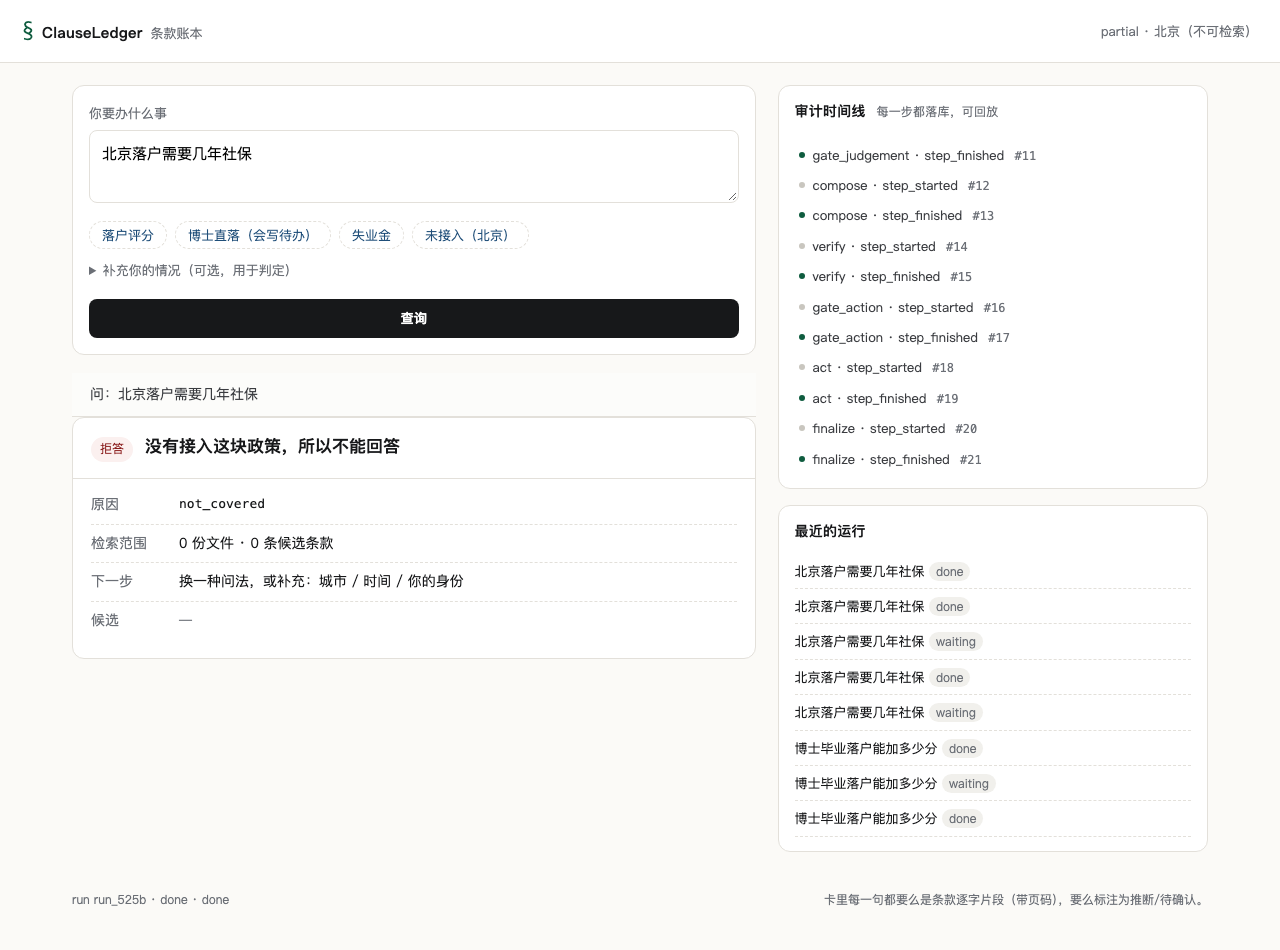 § ClauseLedger 条款账本
partial · 北京（不可检索）
你要办什么事
北京落户需要几年社保
落户评分 博士直落（会写待办） 失业金 未接入（北京）
补充你的情况（可选，用于判定）
查询
问：北京落户需要几年社保
拒答 没有接入这块政策，所以不能回答
原因 not_covered
检索范围 0 份文件 · 0 条候选条款
下一步 换一种问法，或补充：城市 / 时间 / 你的身份
候选 —
审计时间线 每一步都落库，可回放
gate_judgement · step_finished #11
compose · step_started #12
compose · step_finished #13
verify · step_started #14
verify · step_finished #15
gate_action · step_started #16
gate_action · step_finished #17
act · step_started #18
act · step_finished #19
finalize · step_started #20
finalize · step_finished #21
最近的运行
北京落户需要几年社保 done
北京落户需要几年社保 done
北京落户需要几年社保 waiting
北京落户需要几年社保 done
北京落户需要几年社保 waiting
博士毕业落户能加多少分 done
博士毕业落户能加多少分 waiting
博士毕业落户能加多少分 done
run run_525b · done · done
卡里每一句都要么是条款逐字片段（带页码），要么标注为推断/待确认。